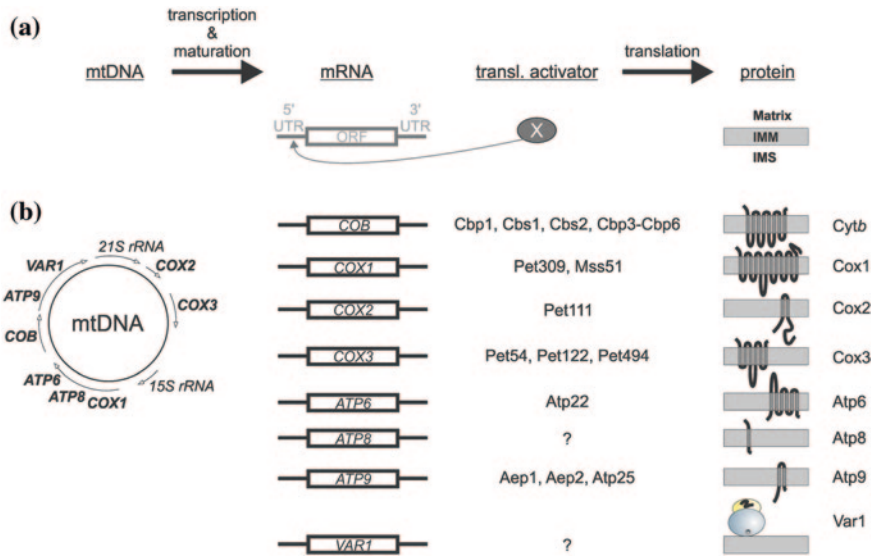 (a)
transcription
&
maturation
translation
mtDNA
mRNA
transl. activator
protein
5'
UTR
3'
UTR
ORF
X
Matrix
IMM
IMS
(b)
21S rRNA
VAR1
COX2
ATP9
COX3
mtDNA
COB
ATP6
15S rRNA
ATP8
COX1
COB
Cbp1, Cbs1, Cbs2, Cbp3-Cbp6
Cytb
COX1
Pet309, Mss51
Cox1
COX2
Pet111
Cox2
COX3
Pet54, Pet122, Pet494
Cox3
ATP6
Atp22
Atp6
ATP8
?
Atp8
ATP9
Aep1, Aep2, Atp25
Atp9
Var1
VAR1
?